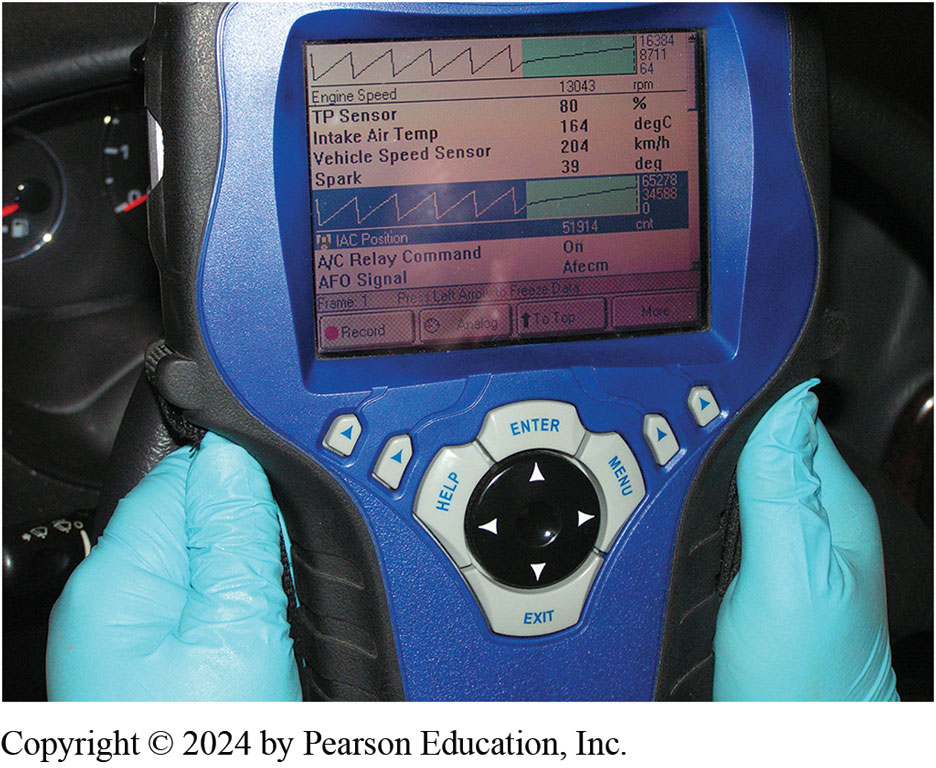 16384
8711
64
Engine Speed 13043 rpm
TP Sensor 80 %
Intake Air Temp 164 degC
Vehicle Speed Sensor 204 km/h
Spark 39 deg
65278
34588
0
IAC Position 51914 cnt
A/C Relay Command On
AFO Signal Afecm
Frame: 1 Press Left Arrow to Freeze Data
Record Analog To Top More
ENTER
HELP
MENU
EXIT
Copyright © 2024 by Pearson Education, Inc.